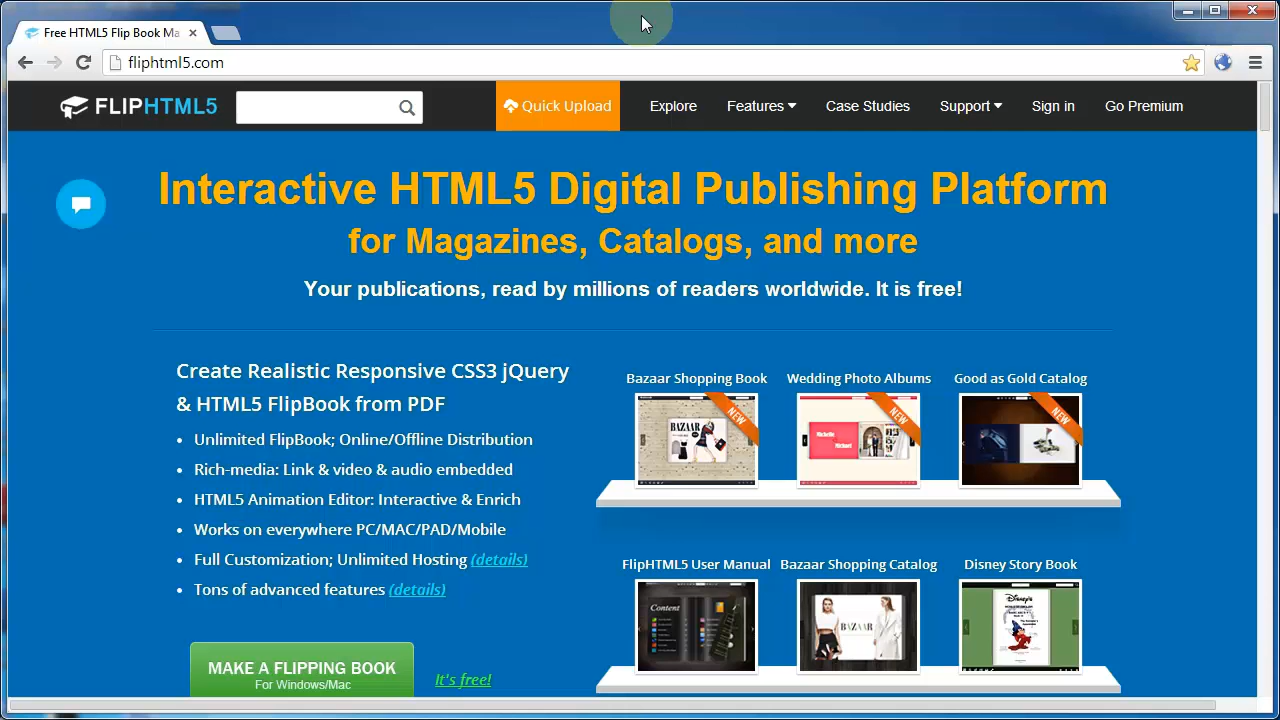 Free HTML5 Flip Book Ma
fliphtml5.com
FLIPHTML5
Quick Upload
Explore
Features
Case Studies
Support
Sign in
Go Premium
Interactive HTML5 Digital Publishing Platform
for Magazines, Catalogs, and more
Your publications, read by millions of readers worldwide. It is free!
Create Realistic Responsive CSS3 jQuery
& HTML5 FlipBook from PDF
• Unlimited FlipBook; Online/Offline Distribution
• Rich-media: Link & video & audio embedded
• HTML5 Animation Editor: Interactive & Enrich
• Works on everywhere PC/MAC/PAD/Mobile
• Full Customization; Unlimited Hosting (details)
• Tons of advanced features (details)
MAKE A FLIPPING BOOK
For Windows/Mac
It's free!
Bazaar Shopping Book
Wedding Photo Albums
Good as Gold Catalog
BAZAAR
NEW
Michelle
Michael
NEW
NEW
FlipHTML5 User Manual
Bazaar Shopping Catalog
Disney Story Book
Content
BAZAAR
Disney's